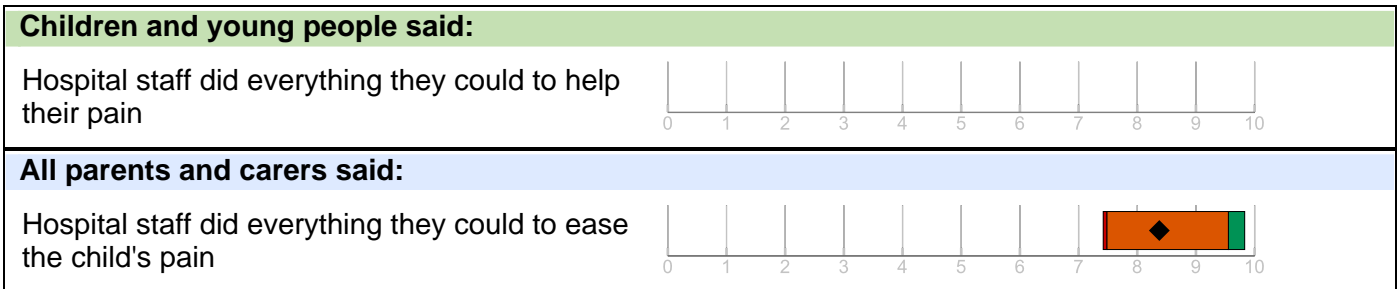 Children and young people said:
Hospital staff did everything they could to help
their pain
0 1 2 3 4 5 6 7 8 9 10
All parents and carers said:
Hospital staff did everything they could to ease
the child's pain
0 1 2 3 4 5 6 7 8 9 10